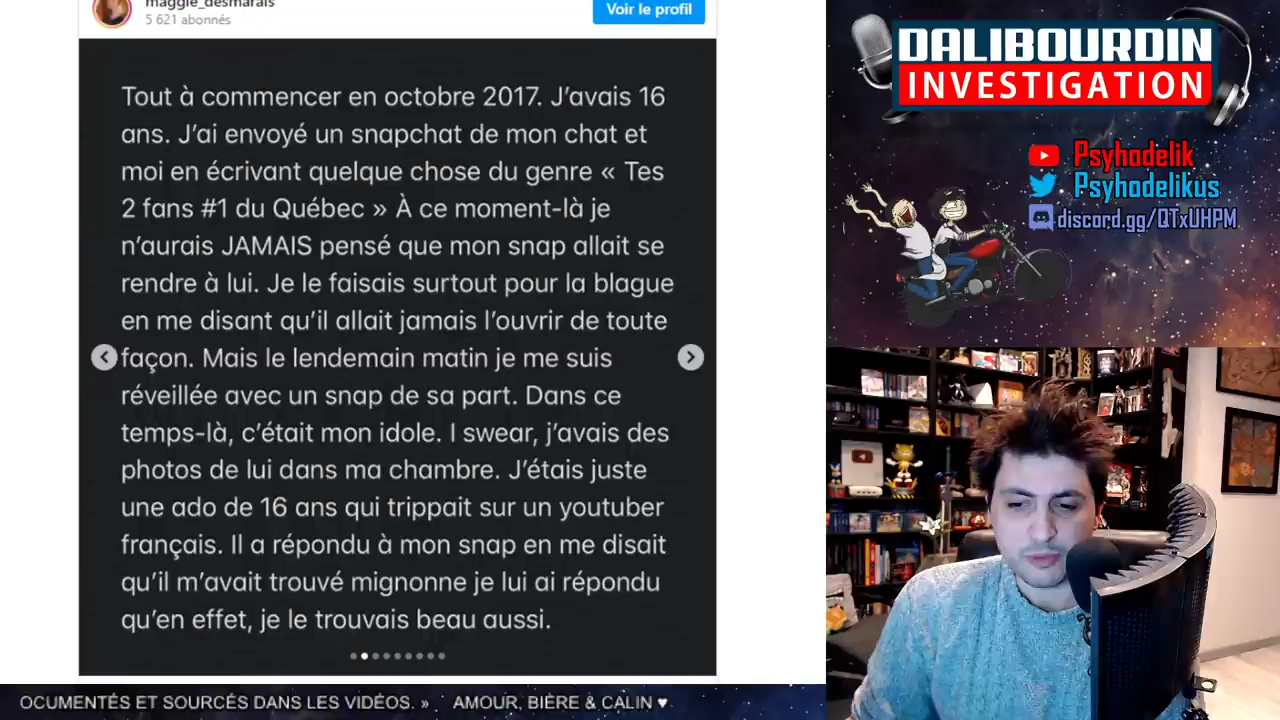 maggie_desmarais
5 621 abonnés
Voir le profil
Tout à commencer en octobre 2017. J'avais 16
ans. J'ai envoyé un snapchat de mon chat et
moi en écrivant quelque chose du genre « Tes
2 fans #1 du Québec » À ce moment-là je
n'aurais JAMAIS pensé que mon snap allait se
rendre à lui. Je le faisais surtout pour la blague
en me disant qu'il allait jamais l'ouvrir de toute
façon. Mais le lendemain matin je me suis
réveillée avec un snap de sa part. Dans ce
temps-là, c'était mon idole. I swear, j'avais des
photos de lui dans ma chambre. J'étais juste
une ado de 16 ans qui trippait sur un youtuber
français. Il a répondu à mon snap en me disait
qu'il m'avait trouvé mignonne je lui ai répondu
qu'en effet, je le trouvais beau aussi.
DALIBOURDIN
INVESTIGATION
Psyhodelik
Psyhodelikus
discord.gg/QTxUHPM
OCUMENTÉS ET SOURCÉS DANS LES VIDÉOS. » AMOUR, BIÈRE & CALIN ♥